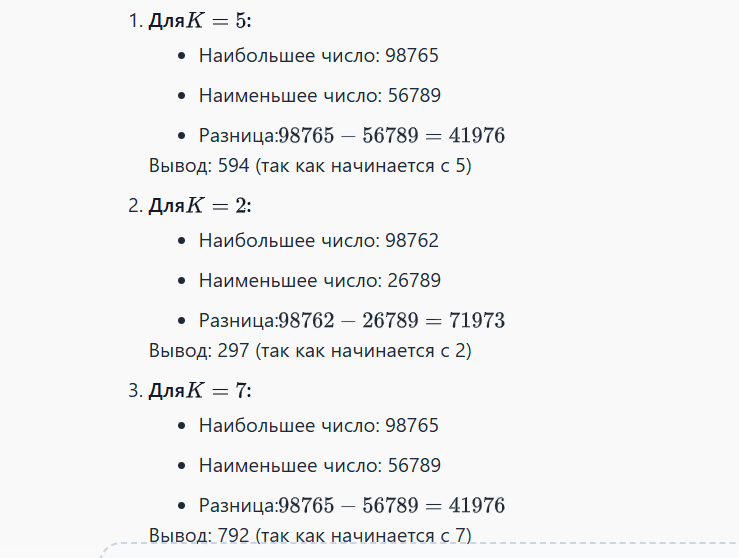 1. Для K = 5:
• Наибольшее число: 98765
• Наименьшее число: 56789
• Разница:98765 − 56789 = 41976
Вывод: 594 (так как начинается с 5)
2. Для K = 2:
• Наибольшее число: 98762
• Наименьшее число: 26789
• Разница:98762 − 26789 = 71973
Вывод: 297 (так как начинается с 2)
3. Для K = 7:
• Наибольшее число: 98765
• Наименьшее число: 56789
• Разница:98765 − 56789 = 41976
Вывод: 792 (так как начинается с 7)